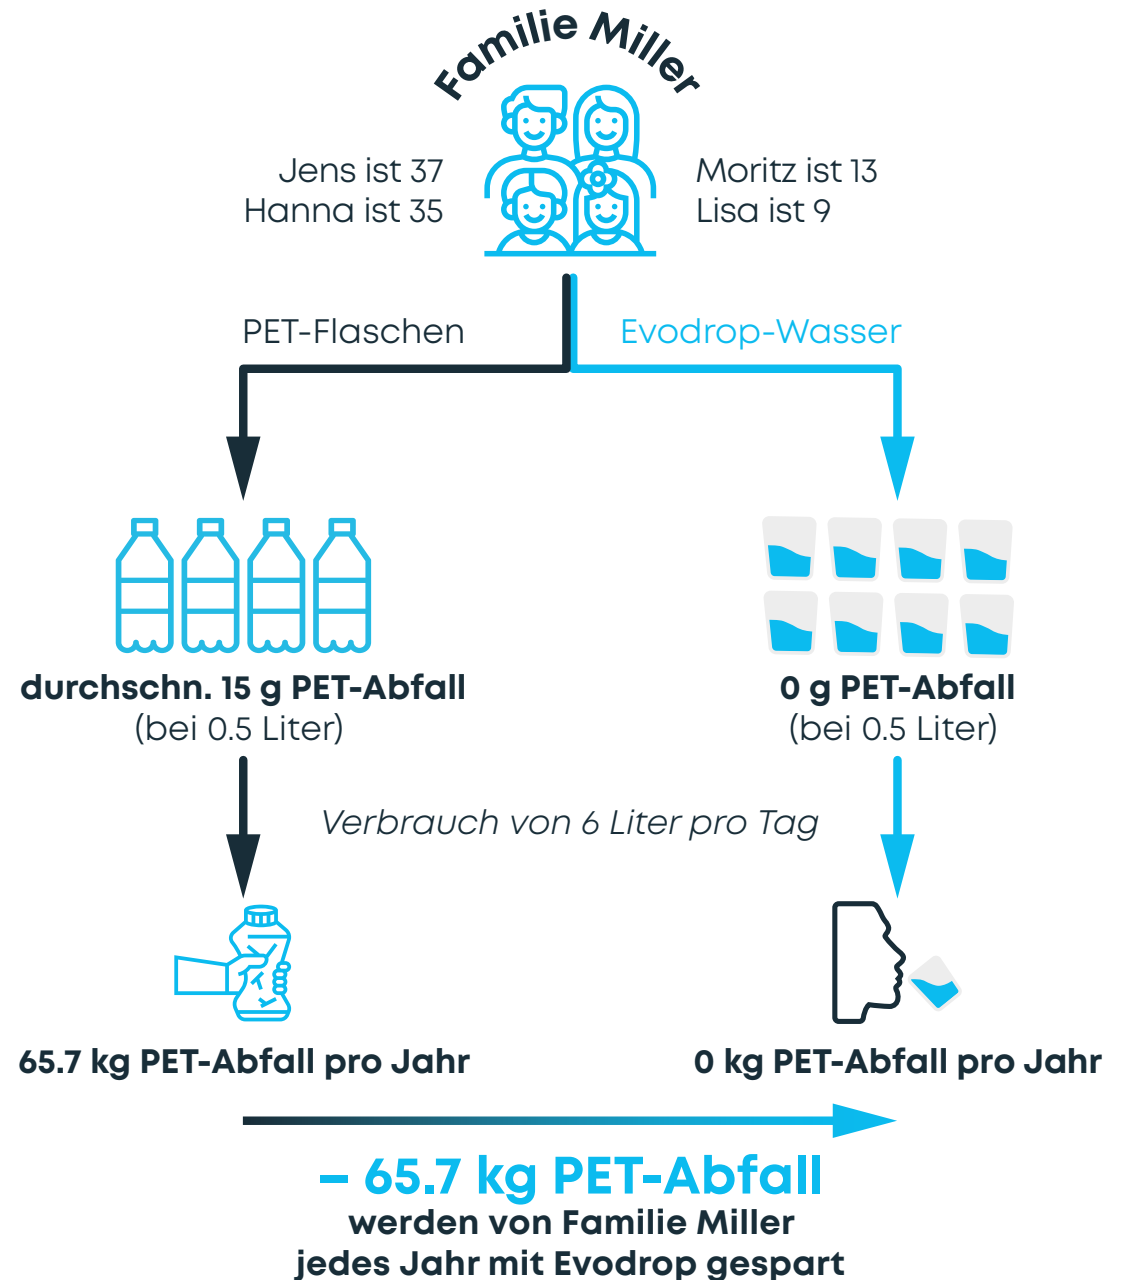 Familie Miller
Jens ist 37
Hanna ist 35
Moritz ist 13
Lisa ist 9
PET-Flaschen
Evodrop-Wasser
durchschn. 15 g PET-Abfall
(bei 0.5 Liter)
0 g PET-Abfall
(bei 0.5 Liter)
Verbrauch von 6 Liter pro Tag
65.7 kg PET-Abfall pro Jahr
0 kg PET-Abfall pro Jahr
– 65.7 kg PET-Abfall
werden von Familie Miller
jedes Jahr mit Evodrop gespart